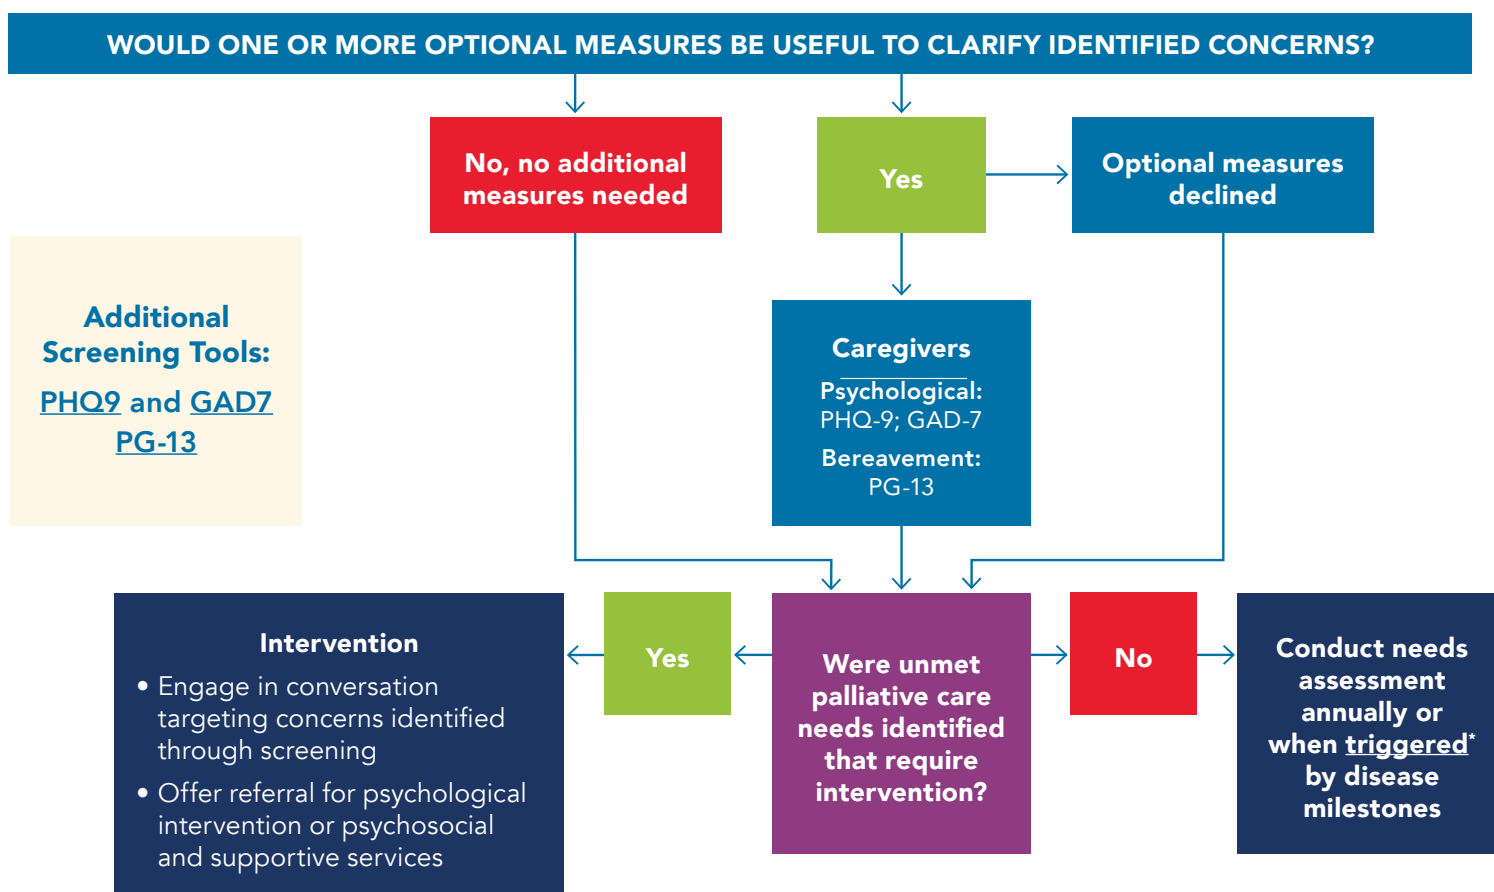 WOULD ONE OR MORE OPTIONAL MEASURES BE USEFUL TO CLARIFY IDENTIFIED CONCERNS?
No, no additional
measures needed
Yes
Optional measures
declined
Additional
Screening Tools:
PHQ9 and GAD7
PG-13
Caregivers
Psychological:
PHQ-9; GAD-7
Bereavement:
PG-13
Intervention
• Engage in conversation
targeting concerns identified
through screening
• Offer referral for psychological
intervention or psychosocial
and supportive services
Yes
Were unmet
palliative care
needs identified
that require
intervention?
No
Conduct needs
assessment
annually or
when triggered*
by disease
milestones